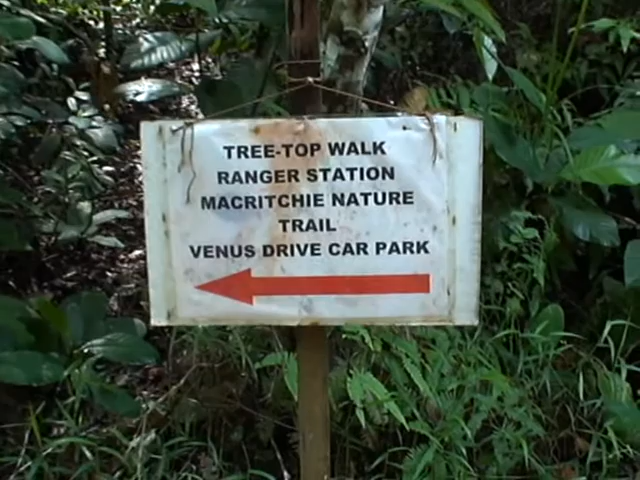 TREE-TOP WALK
RANGER STATION
MACRITCHIE NATURE
TRAIL
VENUS DRIVE CAR PARK